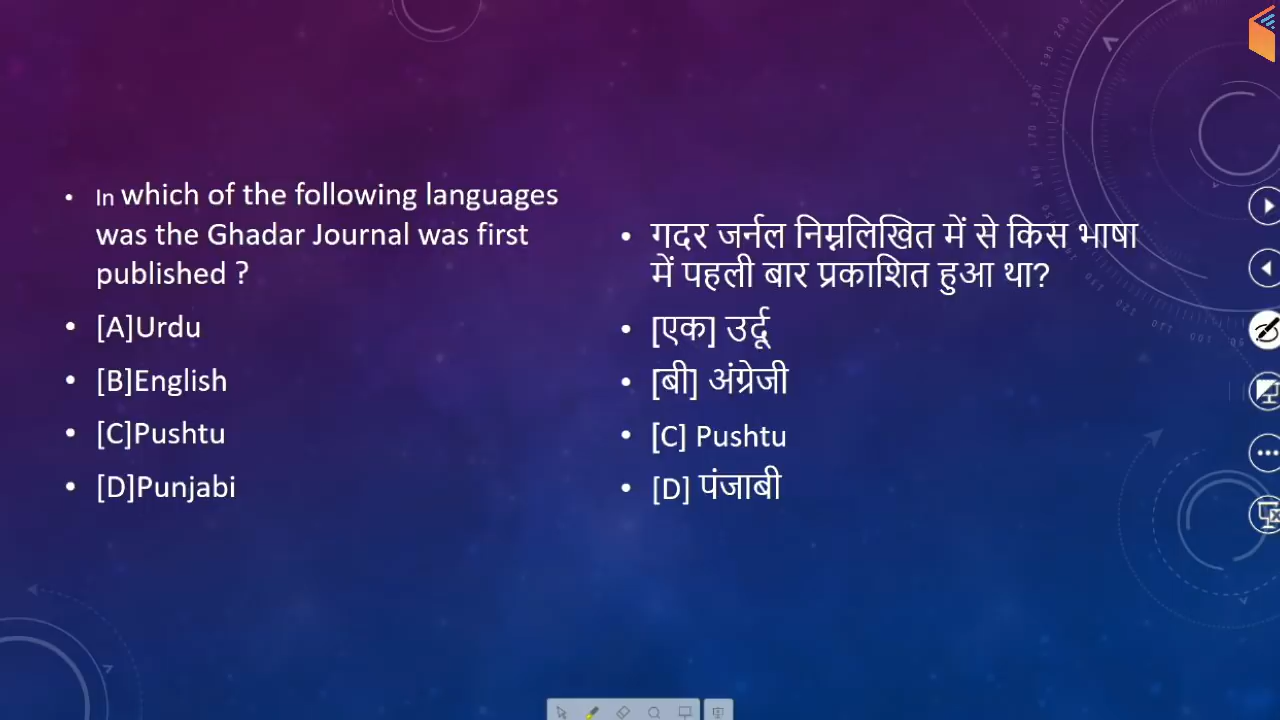 • In which of the following languages
was the Ghadar Journal was first
published ?
• [A]Urdu
• [B]English
• [C]Pushtu
• [D]Punjabi
• गदर जर्नल निम्नलिखित में से किस भाषा
में पहली बार प्रकाशित हुआ था?
• [एक] उर्दू
• [बी] अंग्रेजी
• [C] Pushtu
• [D] पंजाबी